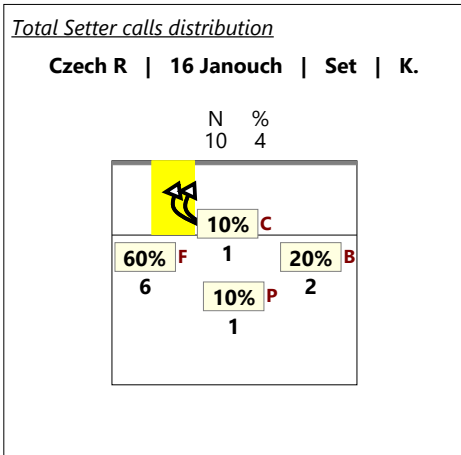 Total Setter calls distribution
Czech R | 16 Janouch | Set | K.
N %
10 4
10% C
1
60% F 20% B
6 2
10% P
1